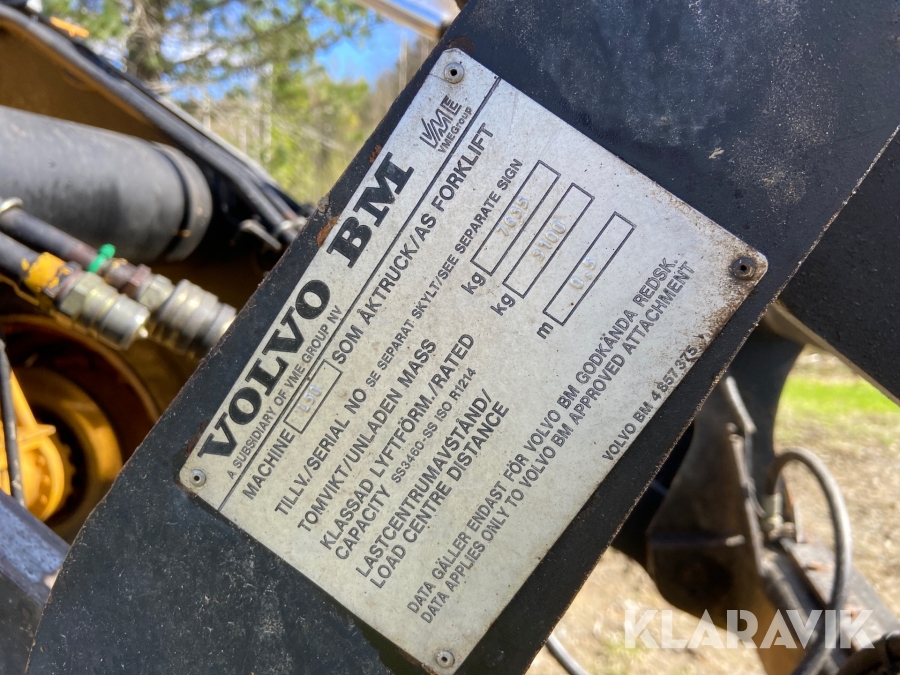 VOLVO BM
VME
VMEGroup
A SUBSIDIARY OF VME GROUP NV
MACHINE SOM ÅKTRUCK/AS FORKLIFT
TILLV./SERIAL NO SE SEPARAT SKYLT/SEE SEPARATE SIGN
TOMVIKT/UNLADEN MASS kg
KLASSAD LYFTFÖRM./RATED
CAPACITY SS3460-SS ISO R1214 kg 3100
LASTCENTRUMAVSTÅND/
LOAD CENTRE DISTANCE m
DATA GÄLLER ENDAST FÖR VOLVO BM GODKÄNDA REDSK.
DATA APPLIES ONLY TO VOLVO BM APPROVED ATTACHMENT
VOLVO BM
KLARAVIK